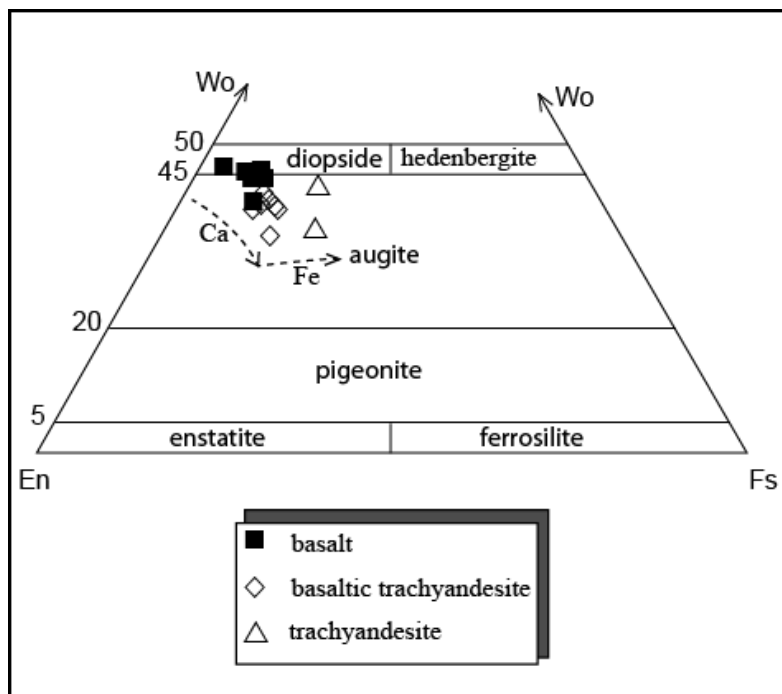 Wo
Wo
50
diopside
hedenbergite
45
Ca
augite
Fe
20
pigeonite
5
enstatite
ferrosilite
En
Fs
basalt
basaltic trachyandesite
trachyandesite